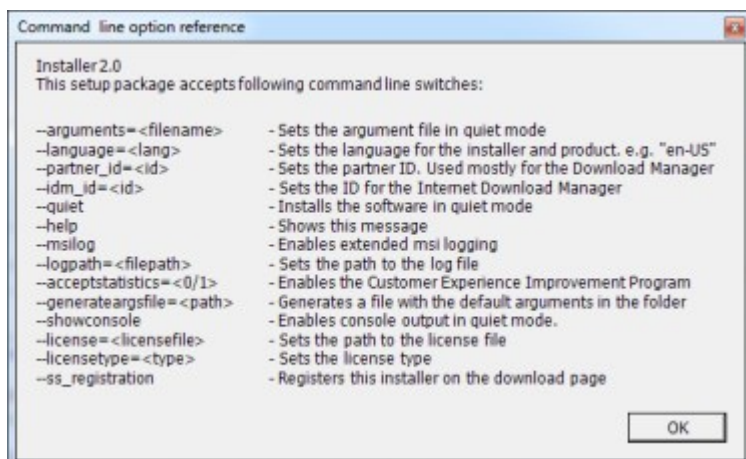 Command line option reference
Installer 2.0
This setup package accepts following command line switches:
--arguments=<filename> - Sets the argument file in quiet mode
--language=<lang> - Sets the language for the installer and product. e.g. "en-US"
--partner_id=<id> - Sets the partner ID. Used mostly for the Download Manager
--idm_id=<id> - Sets the ID for the Internet Download Manager
--quiet - Installs the software in quiet mode
--help - Shows this message
--msilog - Enables extended msi logging
--logpath=<filepath> - Sets the path to the log file
--acceptstatistics=<0/1> - Enables the Customer Experience Improvement Program
--generateargsfile=<path> - Generates a file with the default arguments in the folder
--showconsole - Enables console output in quiet mode.
--license=<licensefile> - Sets the path to the license file
--licensetype=<type> - Sets the license type
--ss_registration - Registers this installer on the download page
OK